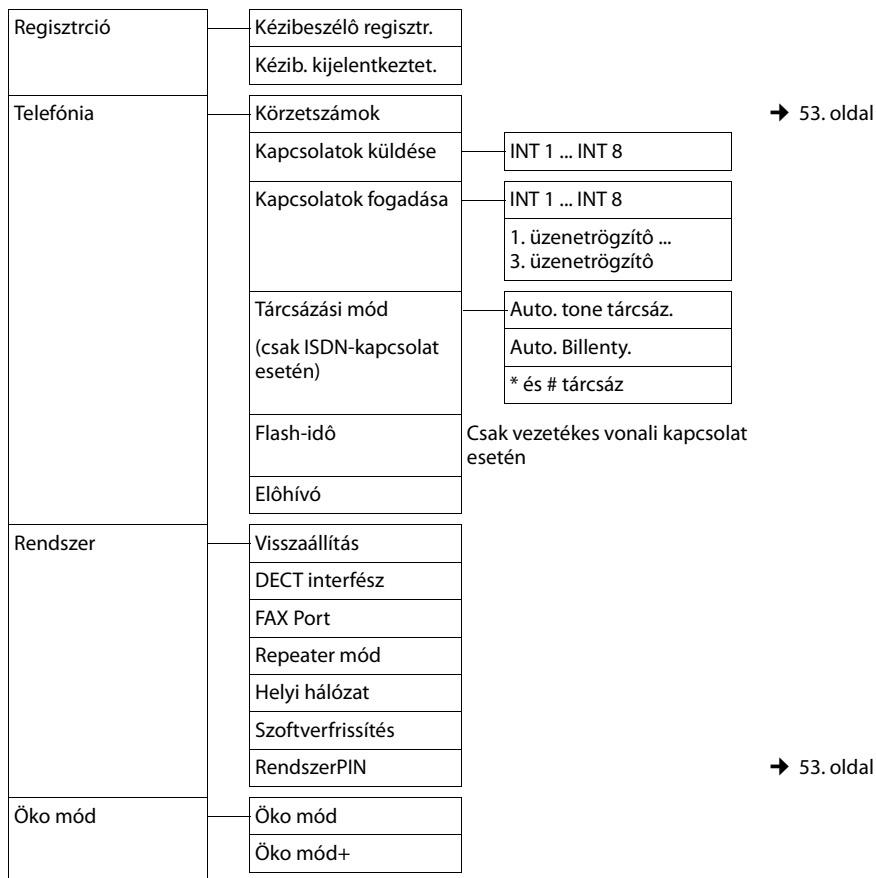 Regisztrció
Kézibeszélô regisztr.
Kézib. kijelentkeztet.
Telefónia
Körzetszámok
➔ 53. oldal
Kapcsolatok küldése
INT 1 ... INT 8
Kapcsolatok fogadása
INT 1 ... INT 8
1. üzenetrögzítô ...
3. üzenetrögzítô
Tárcsázási mód
(csak ISDN-kapcsolat
esetén)
Auto. tone tárcsáz.
Auto. Billenty.
* és # tárcsáz
Flash-idô
Csak vezetékes vonali kapcsolat
esetén
Elôhívó
Rendszer
Visszaállítás
DECT interfész
FAX Port
Repeater mód
Helyi hálózat
Szoftverfrissítés
RendszerPIN
➔ 53. oldal
Öko mód
Öko mód
Öko mód+